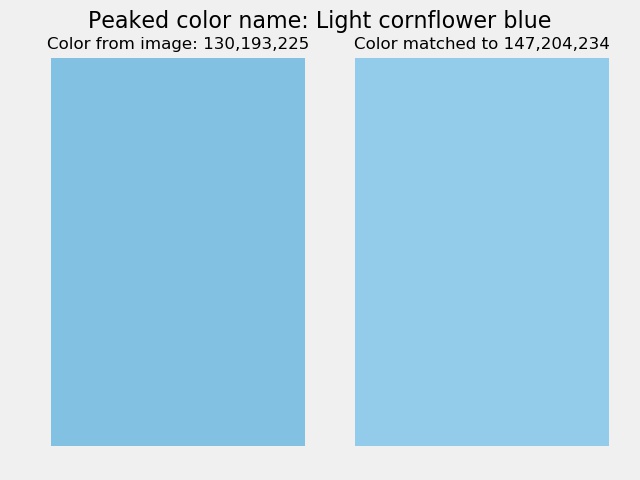 Peaked color name: Light cornflower blue
Color from image: 130,193,225
Color matched to 147,204,234